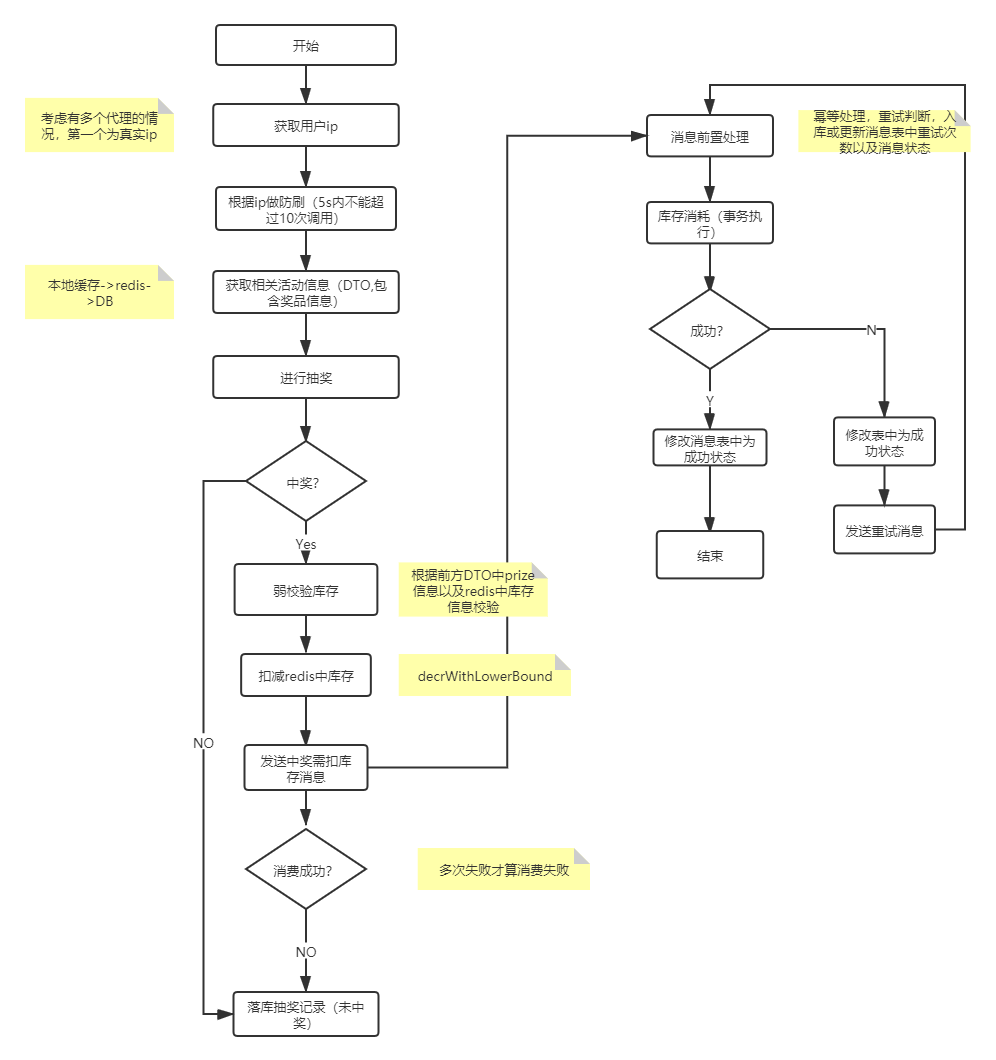 开始
考虑有多个代理的情
况，第一个为真实ip
获取用户ip
根据ip做防刷（5s内不能超
过10次调用）
本地缓存->redis-
>DB
获取相关活动信息（DTO,包
含奖品信息）
进行抽奖
中奖？
Yes
弱校验库存
根据前方DTO中prize
信息以及redis中库存
信息校验
扣减redis中库存
decrWithLowerBound
NO
发送中奖需扣库
存消息
消费成功？
多次失败才算消费失败
NO
落库抽奖记录（未中
奖）
消息前置处理
幂等处理，重试判断，入
库或更新消息表中重试次
数以及消息状态
库存消耗（事务执
行）
成功？
N
Y
修改消息表中为
成功状态
修改表中为成
功状态
发送重试消息
结束